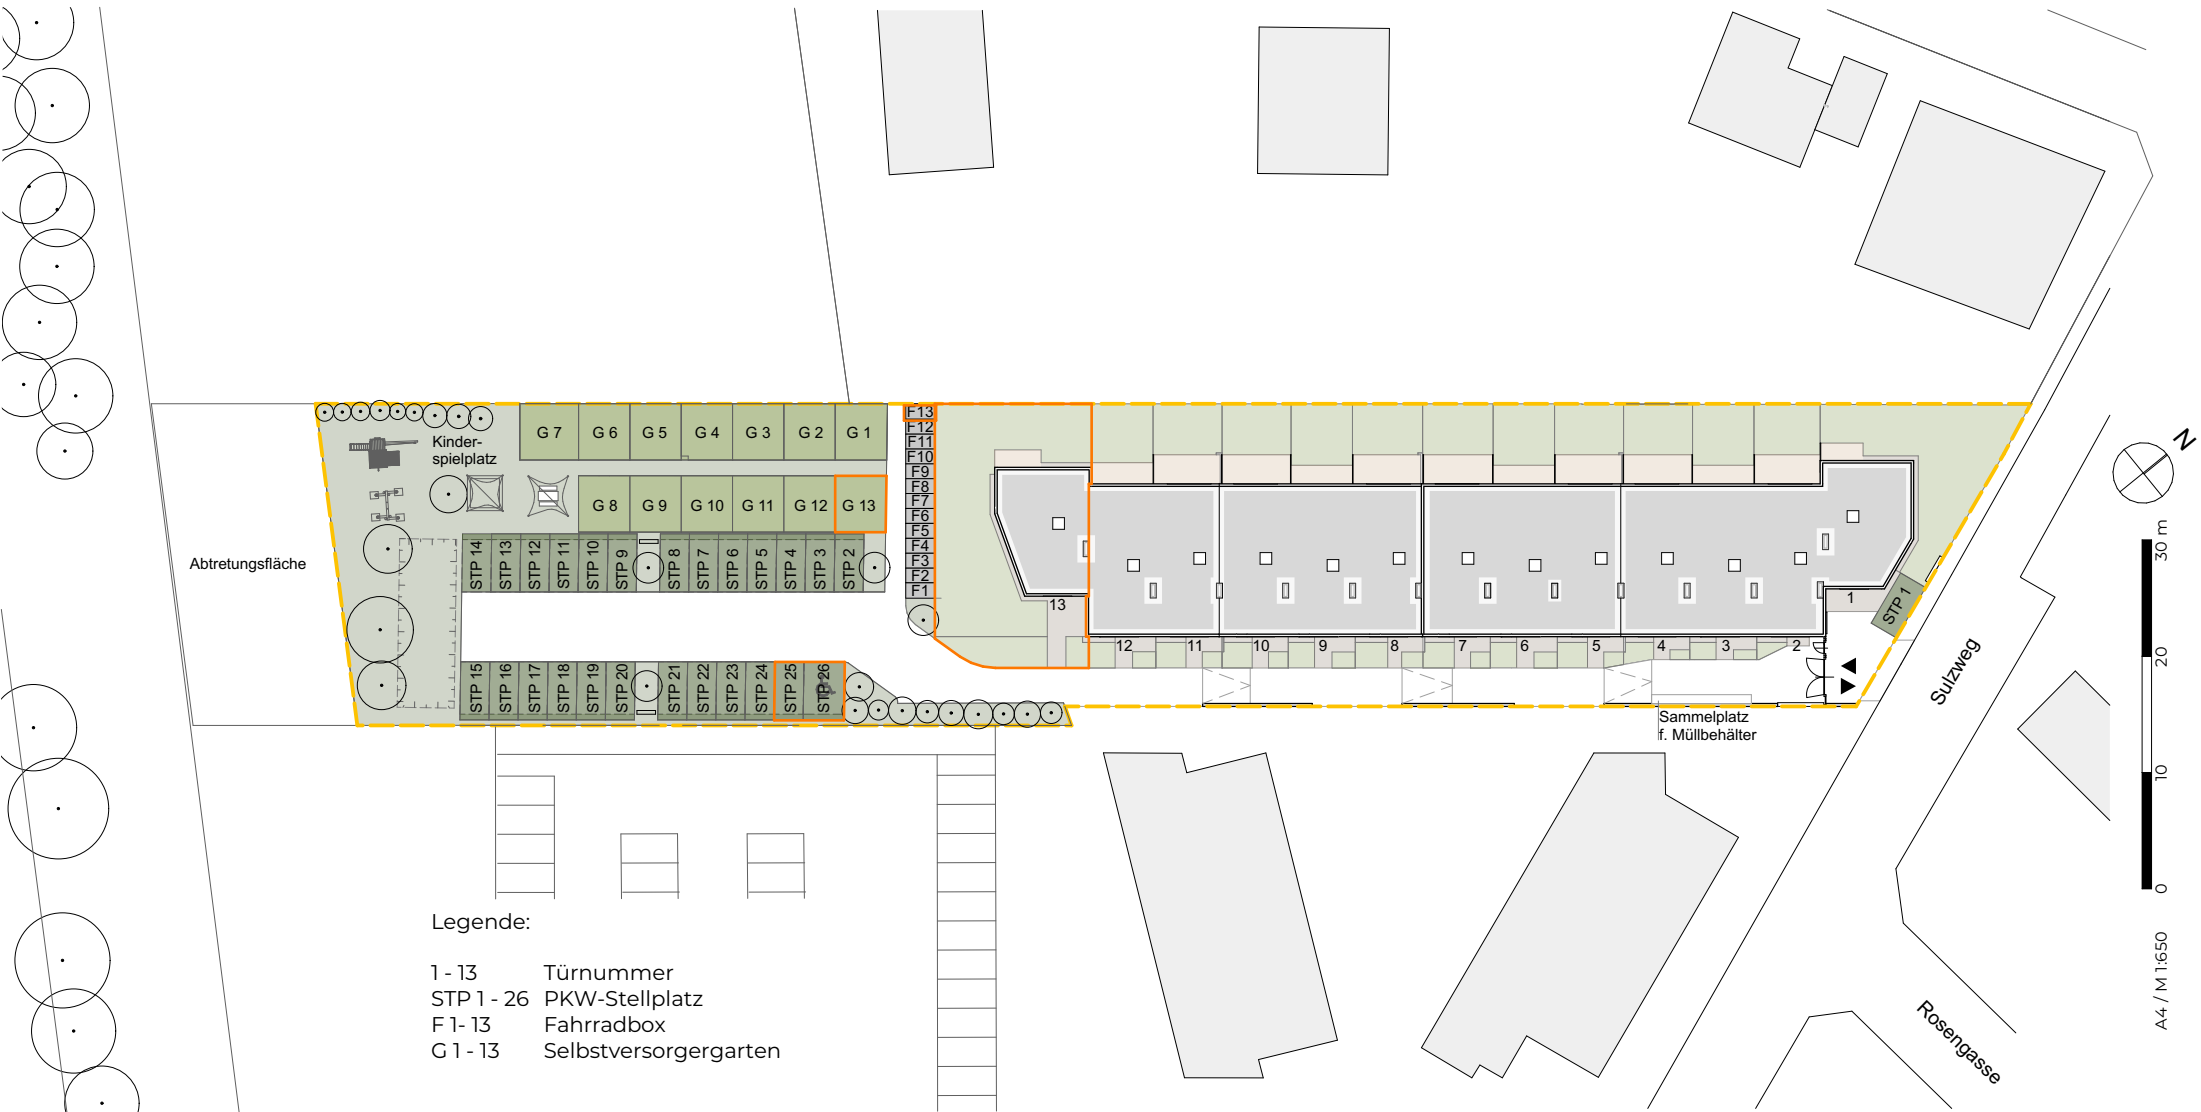 N
F13
F12
F11
F10
F9
F8
F7
F6
F5
F4
F3
F2
F1
Kinder-
spielplatz
G 7
G 6
G 5
G 4
G 3
G 2
G 1
G 8
G 9
G 10
G 11
G 12
G 13
STP 14
STP 13
STP 12
STP 11
STP 10
STP 9
STP 8
STP 7
STP 6
STP 5
STP 4
STP 3
STP 2
Abtretungsfläche
STP 15
STP 16
STP 17
STP 18
STP 19
STP 20
STP 21
STP 22
STP 23
STP 24
STP 25
STP 26
13
12
11
10
9
8
7
6
5
4
3
2
1
STP 1
Sammelplatz
f. Müllbehälter
Sulzweg
Rosengasse
30 m
20
10
0
A4 / M 1:650
Legende:
1 - 13 Türnummer
STP 1 - 26 PKW-Stellplatz
F 1- 13 Fahrradbox
G 1 - 13 Selbstversorgergarten